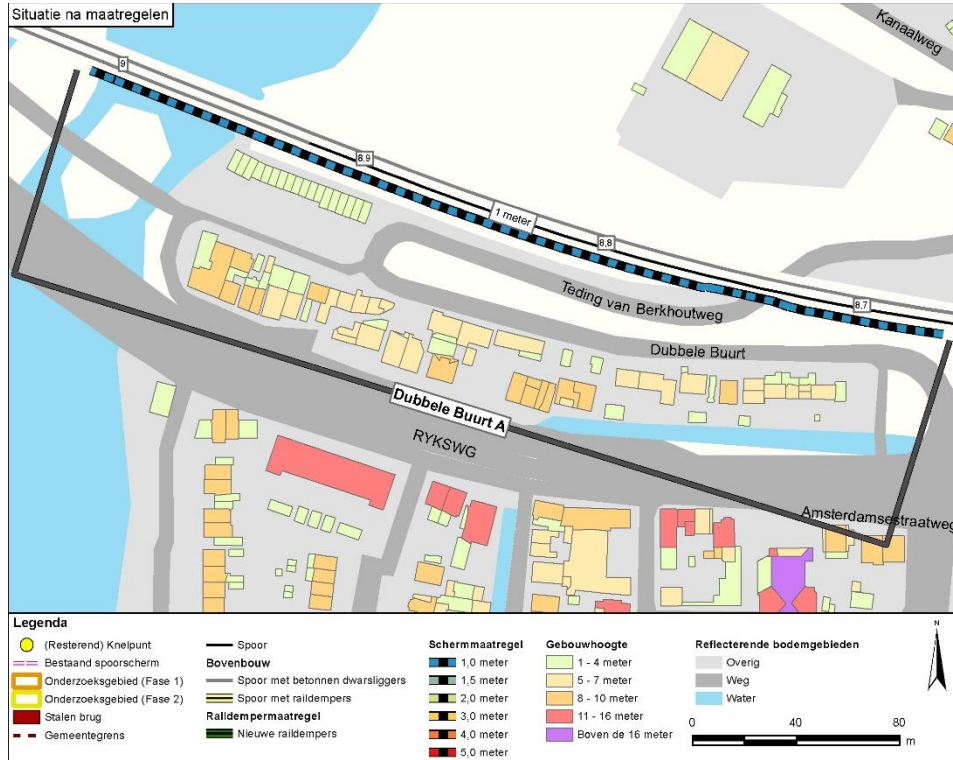 Situatie na maatregelen
Kanaalweg
9
8,9
1 meter
8,8
8,7
Teding van Berkhoutweg
Dubbele Buurt
Dubbele Buurt A
RYKSWG
Amsterdamsestraatweg
Legenda
(Resterend) Knelpunt
Bestaand spoorscherm
Onderzoeksgebied (Fase 1)
Onderzoeksgebied (Fase 2)
Stalen brug
Gemeentegrens
Spoor
Bovenbouw
Spoor met betonnen dwarsliggers
Spoor met raildempers
Raildempermaatregel
Nieuwe raildempers
Schermmaatregel
1,0 meter
1,5 meter
2,0 meter
3,0 meter
4,0 meter
5,0 meter
Gebouwhoogte
1 - 4 meter
5 - 7 meter
8 - 10 meter
11 - 16 meter
Boven de 16 meter
Reflecterende bodemgebieden
Overig
Weg
Water
N
0 40 80
m